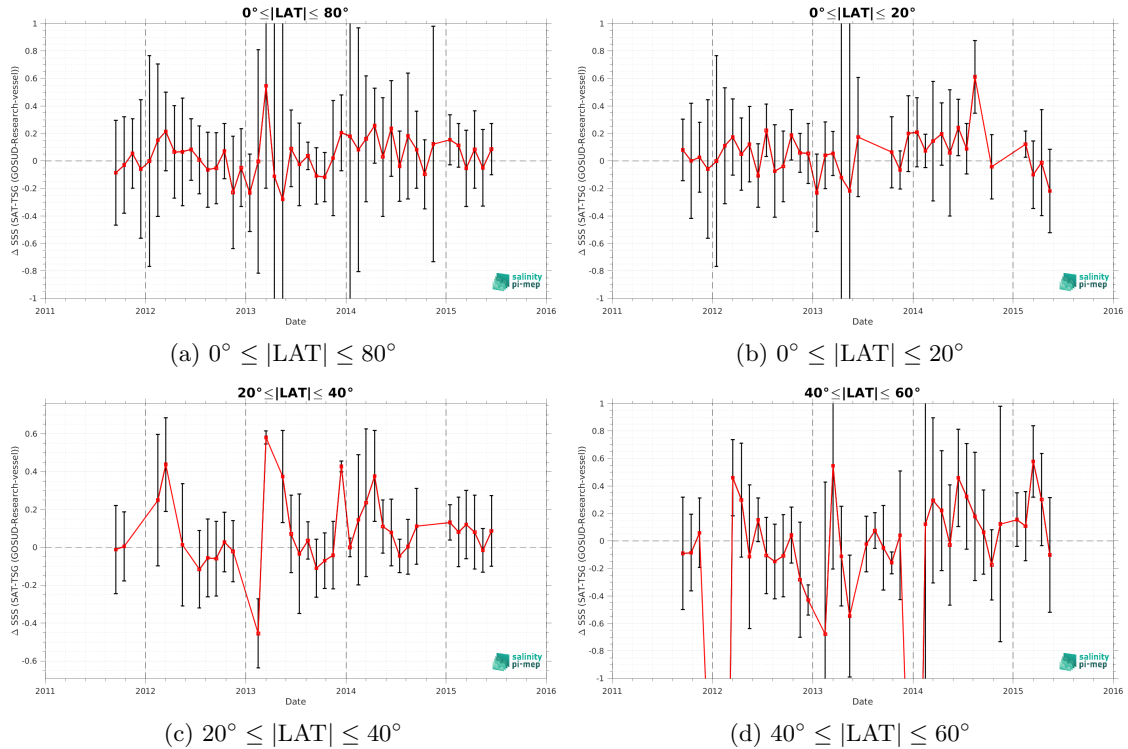 0°≤|LAT|≤ 80°
Δ SSS (SAT-TSG (GOSUD-Research-vessel))
1
0.8
0.6
0.4
0.2
0
-0.2
-0.4
-0.6
-0.8
-1
2011 2012 2013 2014 2015 2016
Date
salinity
pi-mep
(a) 0° ≤ |LAT| ≤ 80°
0°≤|LAT|≤ 20°
Δ SSS (SAT-TSG (GOSUD-Research-vessel))
1
0.8
0.6
0.4
0.2
0
-0.2
-0.4
-0.6
-0.8
-1
2011 2012 2013 2014 2015 2016
Date
salinity
pi-mep
(b) 0° ≤ |LAT| ≤ 20°
20°≤|LAT|≤ 40°
Δ SSS (SAT-TSG (GOSUD-Research-vessel))
0.6
0.4
0.2
0
-0.2
-0.4
-0.6
2011 2012 2013 2014 2015 2016
Date
salinity
pi-mep
(c) 20° ≤ |LAT| ≤ 40°
40°≤|LAT|≤ 60°
Δ SSS (SAT-TSG (GOSUD-Research-vessel))
1
0.8
0.6
0.4
0.2
0
-0.2
-0.4
-0.6
-0.8
-1
2011 2012 2013 2014 2015 2016
Date
salinity
pi-mep
(d) 40° ≤ |LAT| ≤ 60°